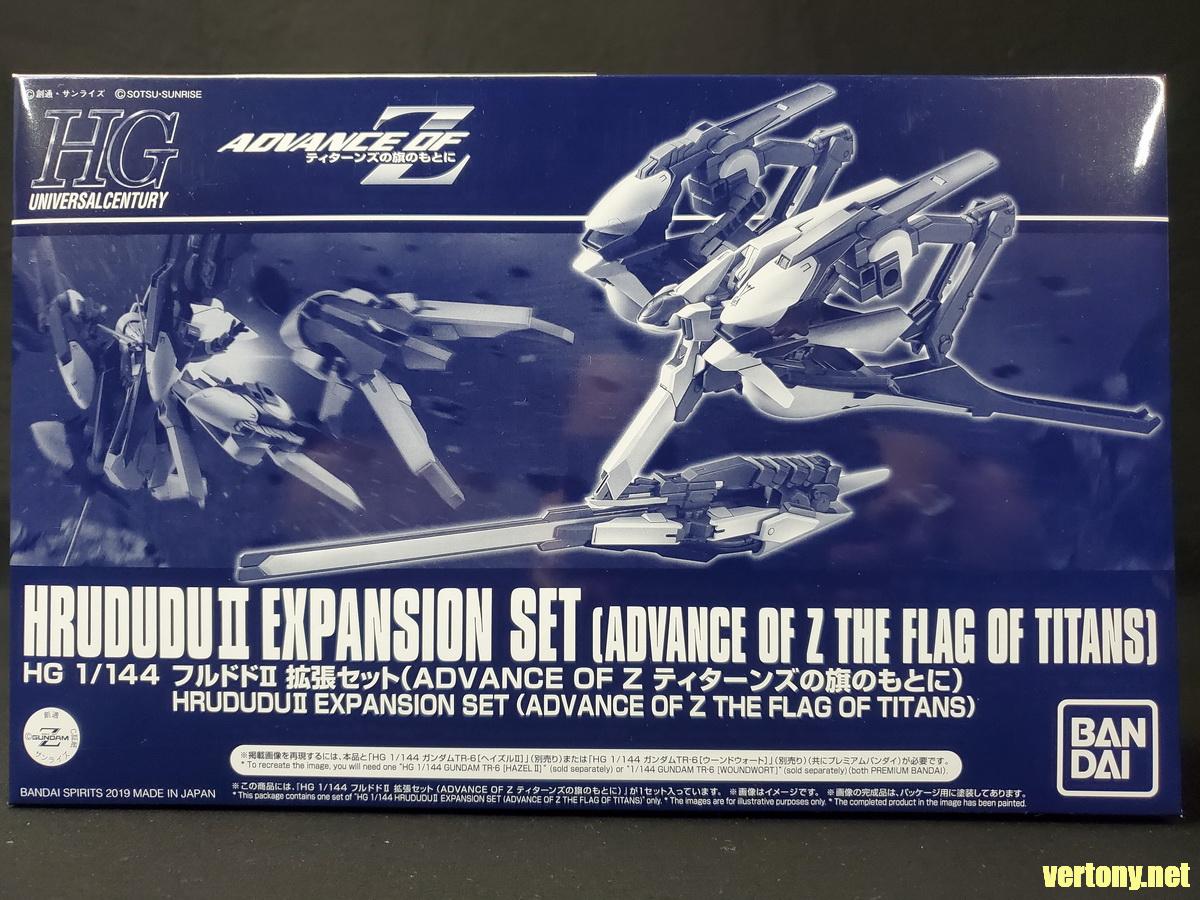 ©創通・サンライズ ©SOTSU・SUNRISE
HG
UNIVERSAL CENTURY
ADVANCE OF Z
ティターンズの旗のもとに
HRUDUDUⅡ EXPANSION SET (ADVANCE OF Z THE FLAG OF TITANS)
HG 1/144 フルドドⅡ 拡張セット(ADVANCE OF Z ティターンズの旗のもとに)
HRUDUDUⅡ EXPANSION SET (ADVANCE OF Z THE FLAG OF TITANS)
創通
©GUNDAM Z
サンライズ
BANDAI
※掲載画像を再現するには、本品と「HG 1/144 ガンダムTR-6[ヘイズルⅡ]」(別売り)または「HG 1/144 ガンダムTR-6[ウーンドウォート]」(別売り)(共にプレミアムバンダイ)が必要です。
* To recreate the image, you will need one "HG 1/144 GUNDAM TR-6 [HAZEL Ⅱ]" (sold separately) or "1/144 GUNDAM TR-6 [WOUNDWORT]" (sold separately)(both PREMIUM BANDAI).
BANDAI SPIRITS 2019 MADE IN JAPAN
※この商品には、「HG 1/144 フルドドⅡ 拡張セット (ADVANCE OF Z ティターンズの旗のもとに)」が1セット入っています。 ※画像はイメージです。 ※画像の完成品は、パッケージ用に塗装してあります。
* This package contains one set of "HG 1/144 HRUDUDUⅡ EXPANSION SET (ADVANCE OF Z THE FLAG OF TITANS)" only. * The images are for illustrative purposes only. * The completed product in the image has been painted.
vertony.net